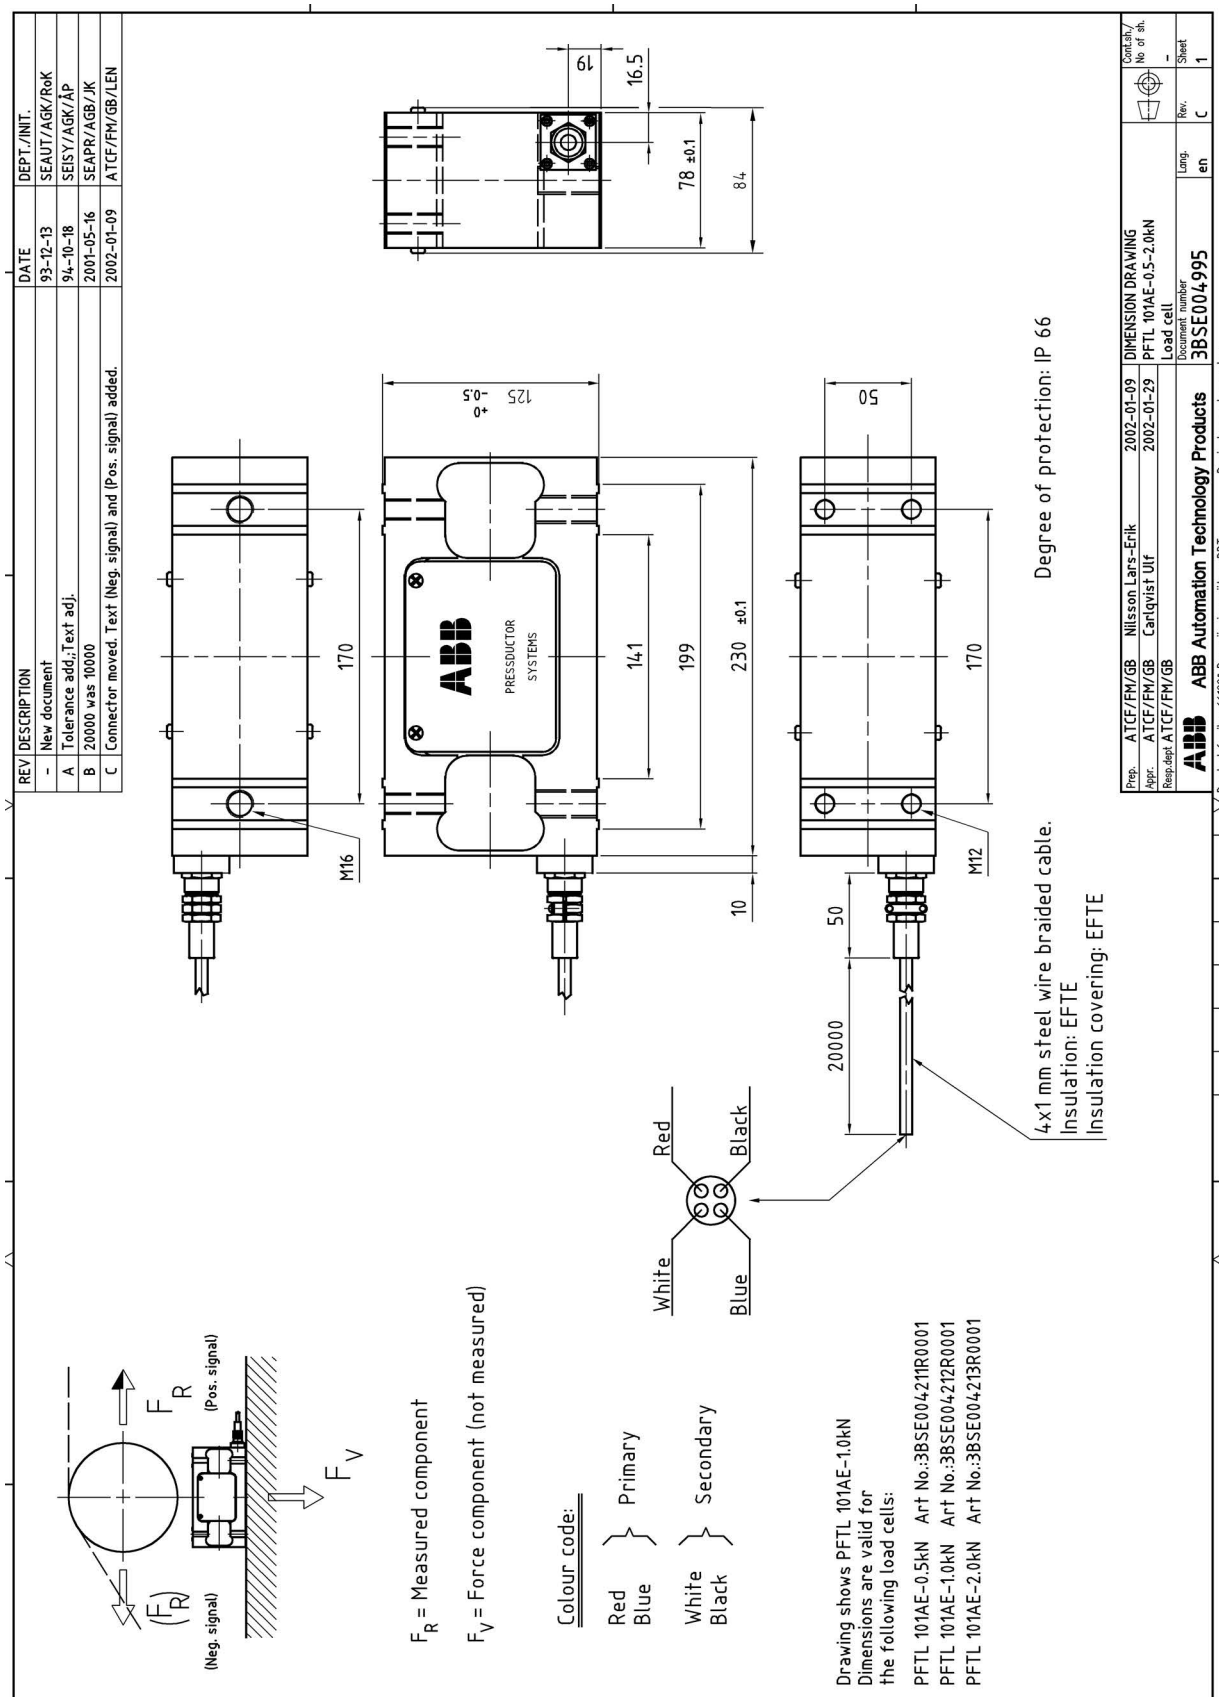 REV DESCRIPTION DATE DEPT./INIT.
- New document 93-12-13 SEAUT/AGK/RoK
A Tolerance add.;Text adj. 94-10-18 SEISY/AGK/ÅP
B 20000 was 10000 2001-05-16 SEAPR/AGB/JK
C Connector moved. Text (Neg. signal) and (Pos. signal) added. 2002-01-09 ATCF/FM/GB/LEN
(F R)
(Neg. signal)
F R
(Pos. signal)
F V
F R = Measured component
F V = Force component (not measured)
Colour code:
Red
Blue
Primary
White
Black
Secondary
Drawing shows PFTL 101AE-1.0kN
Dimensions are valid for
the following load cells:
PFTL 101AE-0.5kN Art No.:3BSE004211R0001
PFTL 101AE-1.0kN Art No.:3BSE004212R0001
PFTL 101AE-2.0kN Art No.:3BSE004213R0001
White
Red
Blue
Black
M16
170
ABB
PRESSDUCTOR
SYSTEMS
125 +0 -0.5
141
199
230 ±0.1
10
19
16.5
78 ±0.1
84
50
50
20000
M12
170
4x1 mm steel wire braided cable.
Insulation: EFTE
Insulation covering: EFTE
Degree of protection: IP 66
Prep. ATCF/FM/GB Nilsson Lars-Erik 2002-01-09
Appr. ATCF/FM/GB Carlqvist Ulf 2002-01-29
Resp.dept ATCF/FM/GB
DIMENSION DRAWING
PFTL 101AE-0.5-2.0kN
Load cell
Cont.sh./
No of sh.
-
ABB ABB Automation Technology Products
Document number
3BSE004995
Lang.
en
Rev.
C
Sheet
1